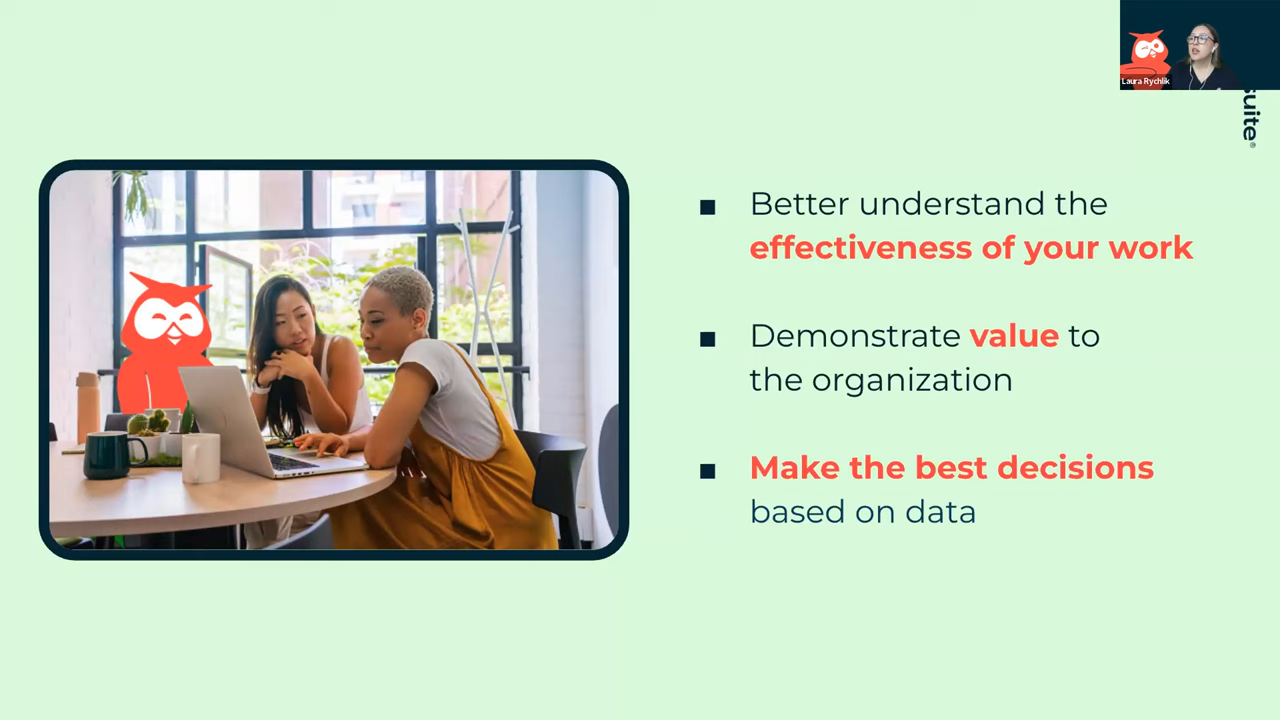 Laura Rychlik
suite®
■ Better understand the
effectiveness of your work
■ Demonstrate value to
the organization
■ Make the best decisions
based on data